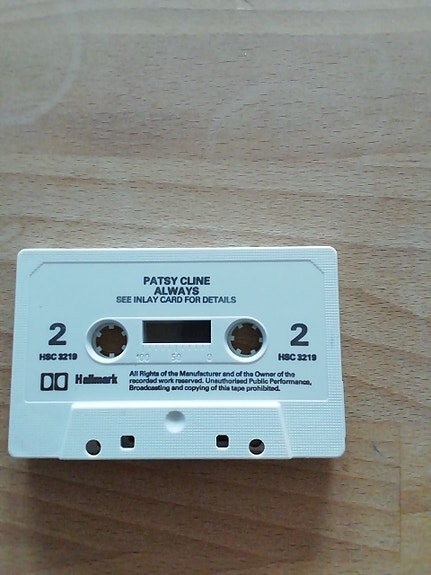 PATSY CLINE
ALWAYS
SEE INLAY CARD FOR DETAILS
2 2
HSC 3219 HSC 3219
100 50 0
Hallmark
All Rights of the Manufacturer and of the Owner of the
recorded work reserved. Unauthorised Public Performance,
Broadcasting and copying of this tape prohibited.